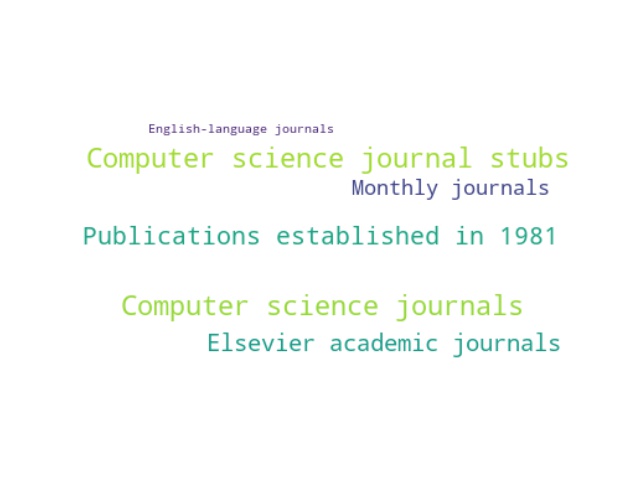 English-language journals
Computer science journal stubs
Monthly journals
Publications established in 1981
Computer science journals
Elsevier academic journals